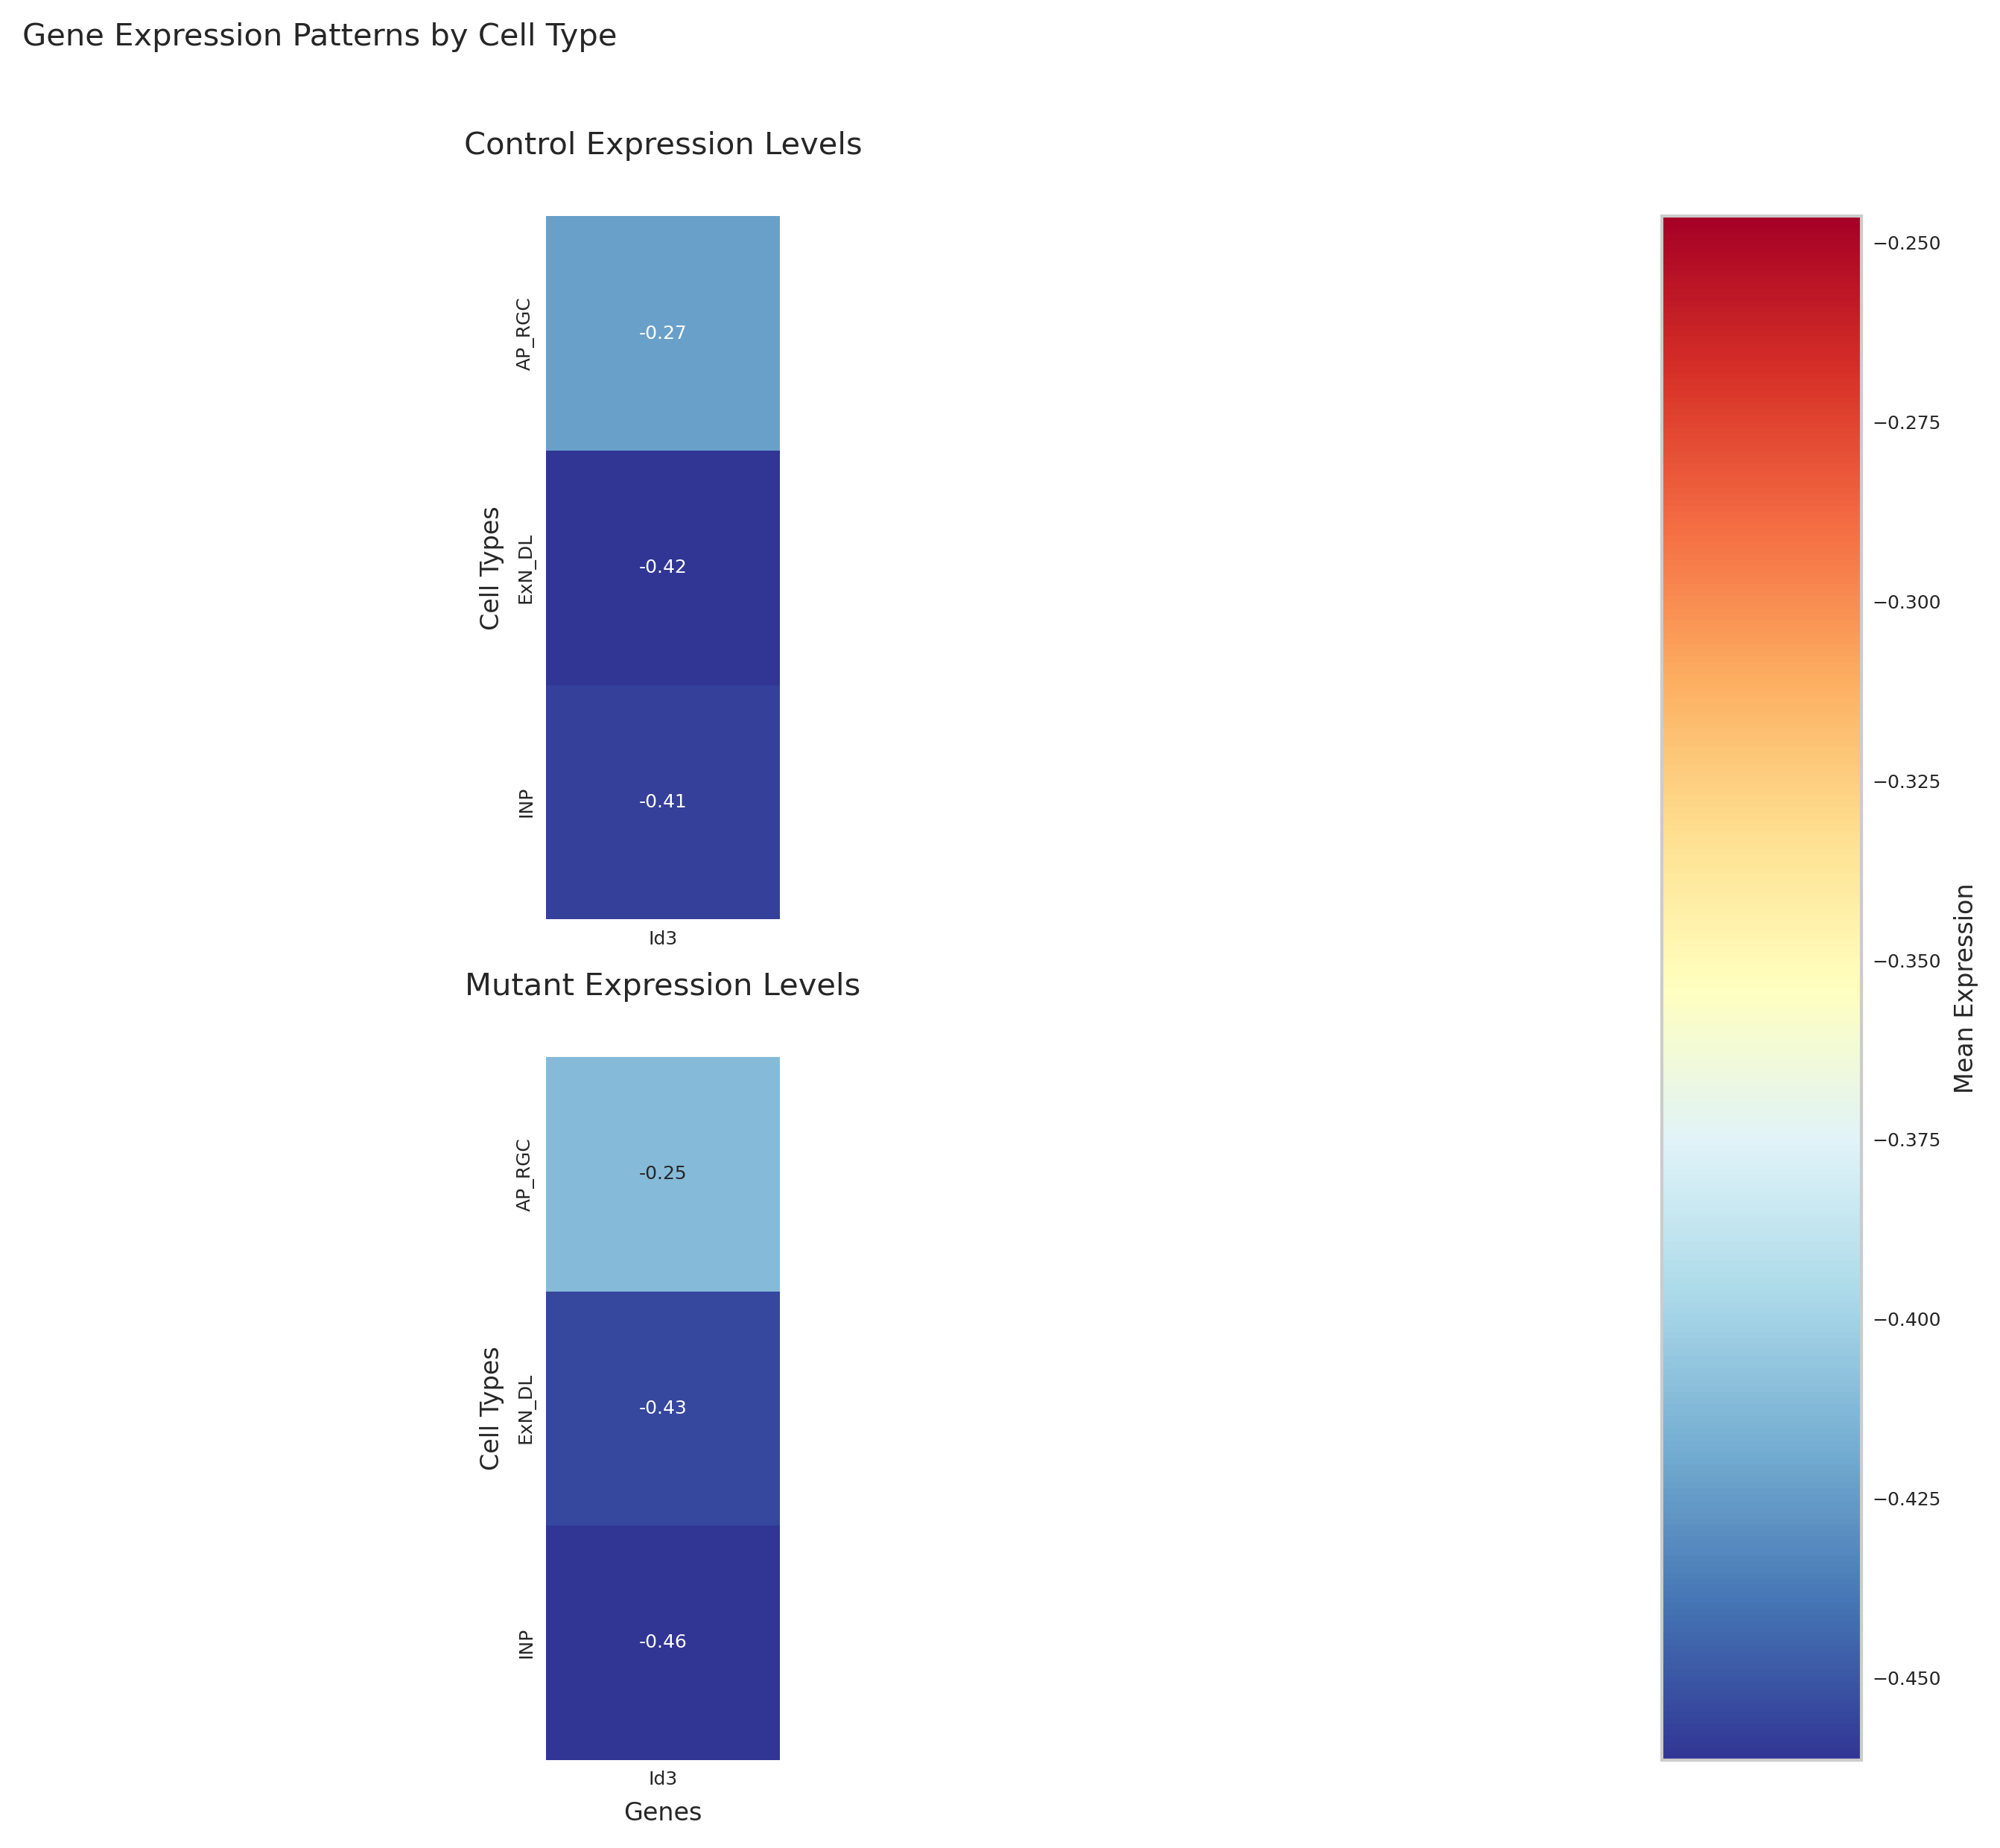 Gene Expression Patterns by Cell Type
Control Expression Levels
Cell Types
AP_RGC
-0.27
ExN_DL
-0.42
INP
-0.41
Id3
Mutant Expression Levels
Cell Types
AP_RGC
-0.25
ExN_DL
-0.43
INP
-0.46
Id3
Genes
−0.250
−0.275
−0.300
−0.325
−0.350
−0.375
−0.400
−0.425
−0.450
Mean Expression